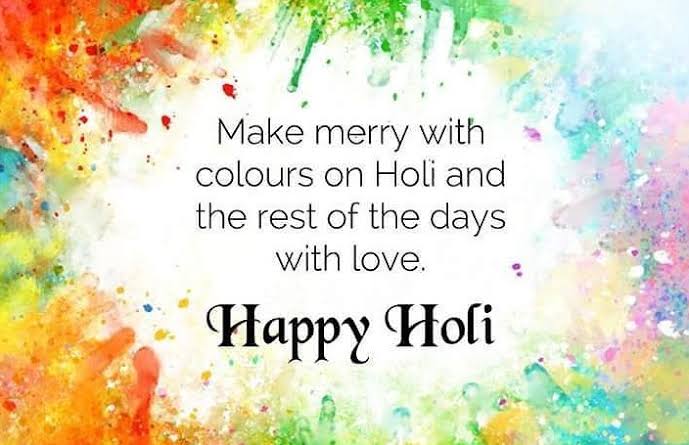 Make merry with
colours on Holi and
the rest of the days
with love.
Happy Holi